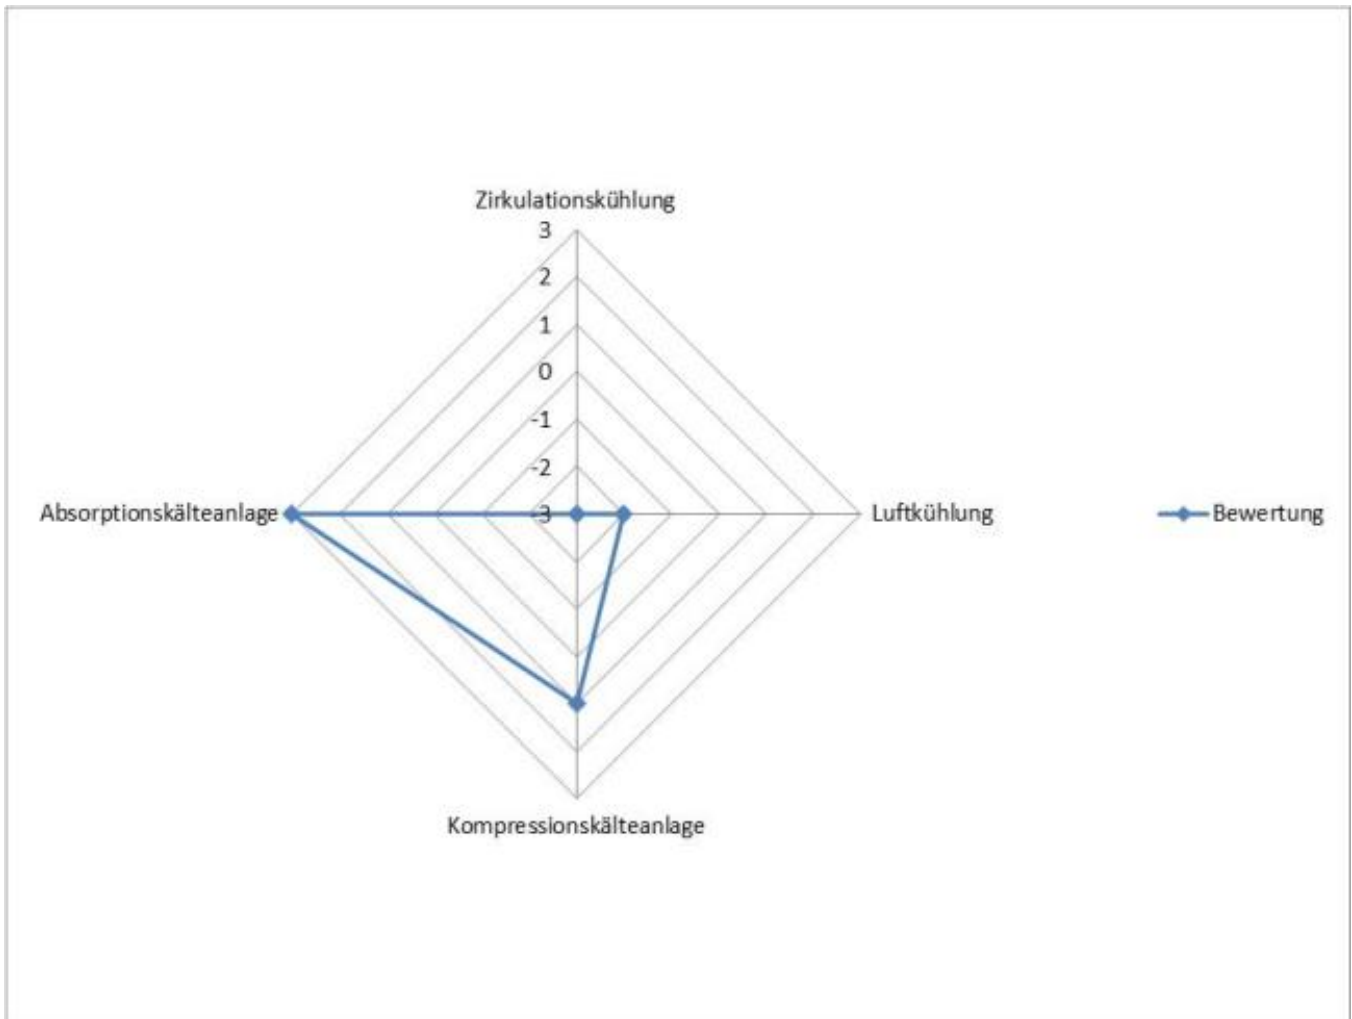 Zirkulationskühlung
3
2
1
0
-1
-2
-3
Absorptionskälteanlage
Luftkühlung
Bewertung
Kompressionskälteanlage